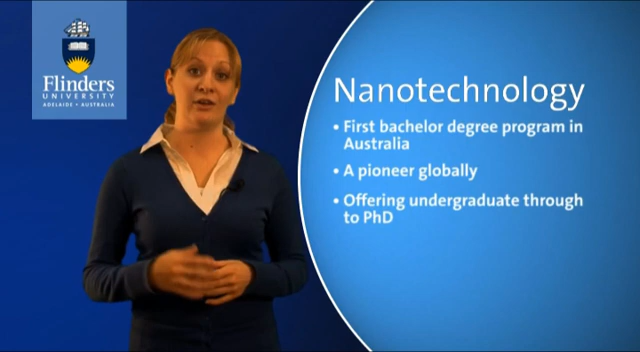 Flinders
UNIVERSITY
ADELAIDE • AUSTRALIA
Nanotechnology
• First bachelor degree program in
Australia
• A pioneer globally
• Offering undergraduate through
to PhD